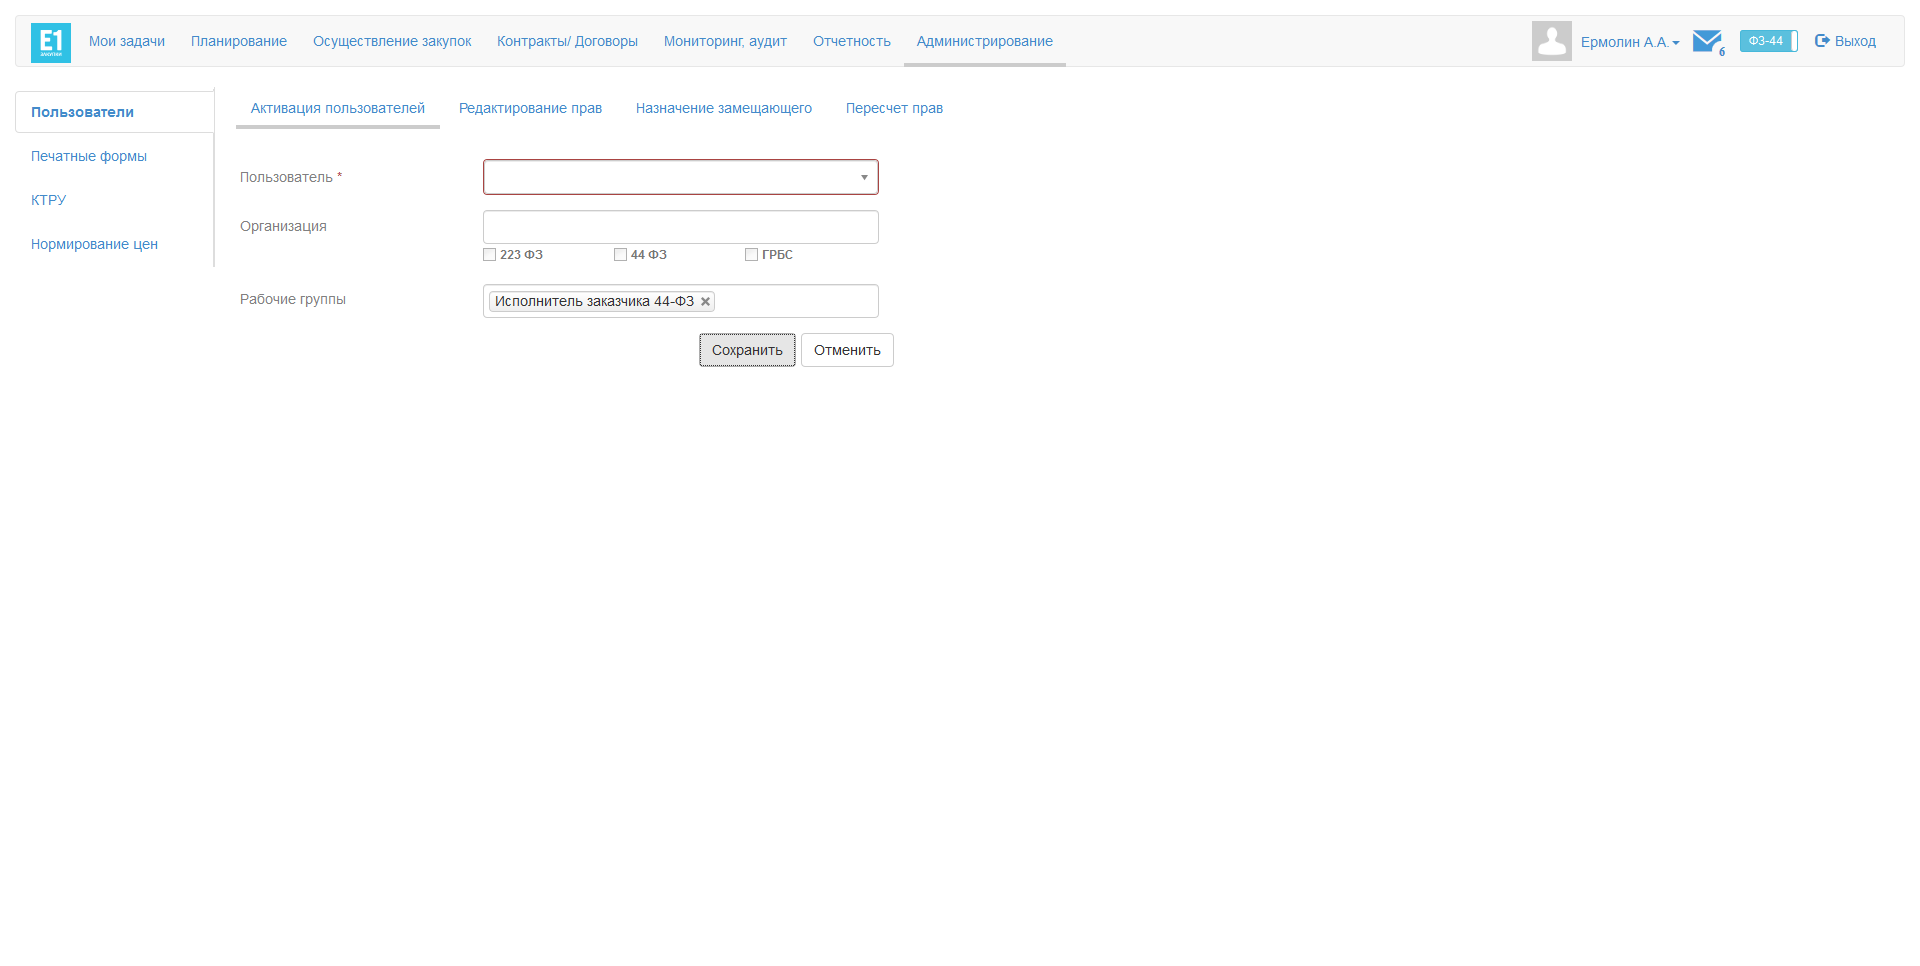 E1
ЗАКУПКИ
Мои задачи Планирование Осуществление закупок Контракты/ Договоры Мониторинг, аудит Отчетность Администрирование Ермолин А.А. 6 ФЗ-44 Выход
Пользователи
Печатные формы
КТРУ
Нормирование цен
Активация пользователей Редактирование прав Назначение замещающего Пересчет прав
Пользователь *
Организация
223 ФЗ 44 ФЗ ГРБС
Рабочие группы Исполнитель заказчика 44-ФЗ
Сохранить Отменить